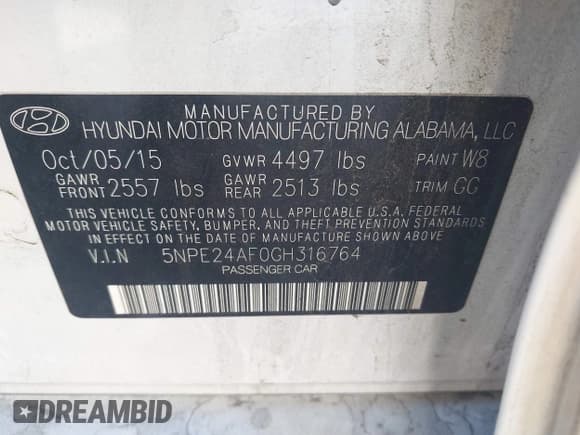 MANUFACTURED BY
HYUNDAI MOTOR MANUFACTURING ALABAMA, LLC
Oct/05/15 GVWR 4497 lbs PAINT W8
GAWR FRONT 2557 lbs GAWR REAR 2513 lbs TRIM GG
THIS VEHICLE CONFORMS TO ALL APPLICABLE U.S.A. FEDERAL
MOTOR VEHICLE SAFETY, BUMPER, AND THEFT PREVENTION STANDARDS
IN EFFECT ON THE DATE OF MANUFACTURE SHOWN ABOVE.
V.I.N 5NPE24AF0GH316764
PASSENGER CAR
DREAMBID